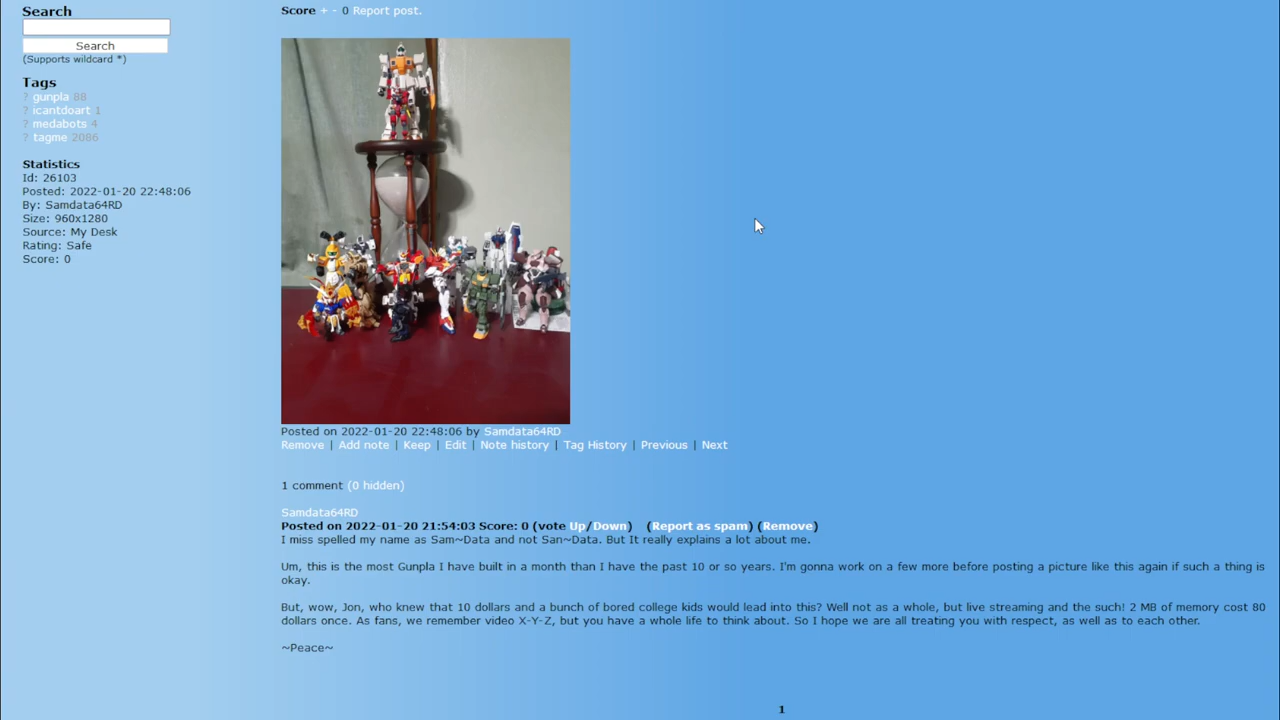 Search
Search
(Supports wildcard *)
Tags
? gunpla 88
? icantdoart 1
? medabots 4
? tagme 2086
Statistics
Id: 26103
Posted: 2022-01-20 22:48:06
By: Samdata64RD
Size: 960x1280
Source: My Desk
Rating: Safe
Score: 0
Score + - 0 Report post.
Posted on 2022-01-20 22:48:06 by Samdata64RD
Remove | Add note | Keep | Edit | Note history | Tag History | Previous | Next
1 comment (0 hidden)
Samdata64RD
Posted on 2022-01-20 21:54:03 Score: 0 (vote Up/Down) (Report as spam) (Remove)
I miss spelled my name as Sam~Data and not San~Data. But It really explains a lot about me.
Um, this is the most Gunpla I have built in a month than I have the past 10 or so years. I'm gonna work on a few more before posting a picture like this again if such a thing is
okay.
But, wow, Jon, who knew that 10 dollars and a bunch of bored college kids would lead into this? Well not as a whole, but live streaming and the such! 2 MB of memory cost 80
dollars once. As fans, we remember video X-Y-Z, but you have a whole life to think about. So I hope we are all treating you with respect, as well as to each other.
~Peace~
1